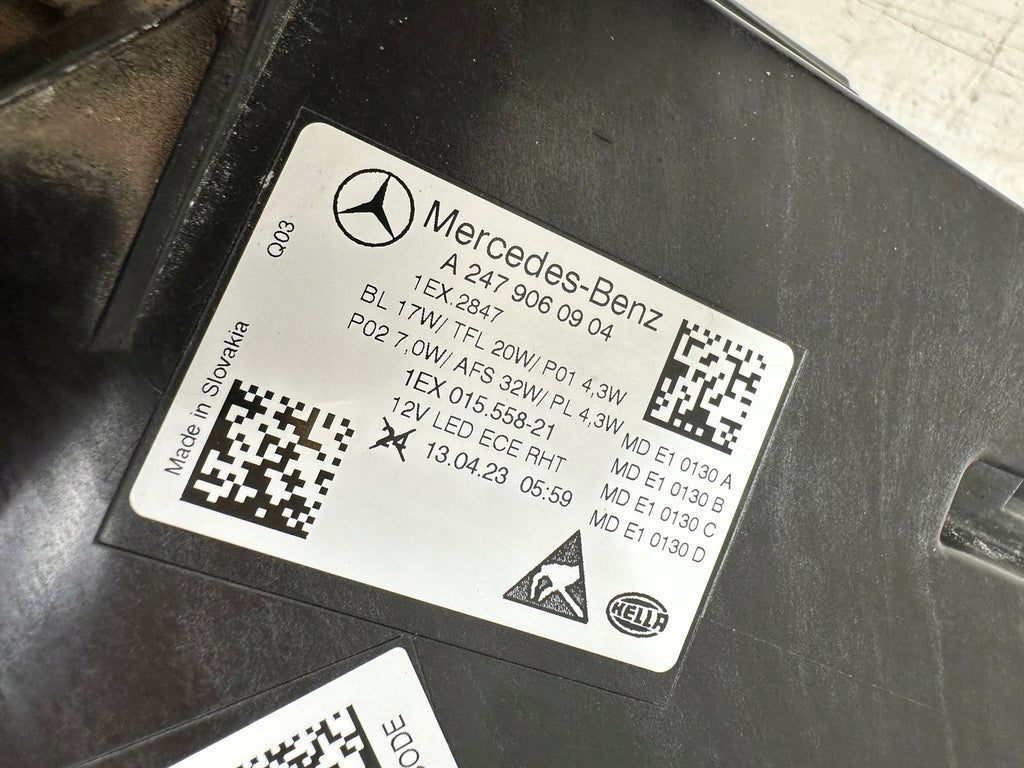 Q03
Mercedes-Benz
A 247 906 09 04
1EX.2847
BL 17W/ TFL 20W/ P01 4,3W
P02 7,0W/ AFS 32W/ PL 4,3W
1EX 015.558-21
12V LED ECE RHT
24
13.04.23 05:59
MD E1 0130 A
MD E1 0130 B
MD E1 0130 C
MD E1 0130 D
Made in Slovakia
HELLA